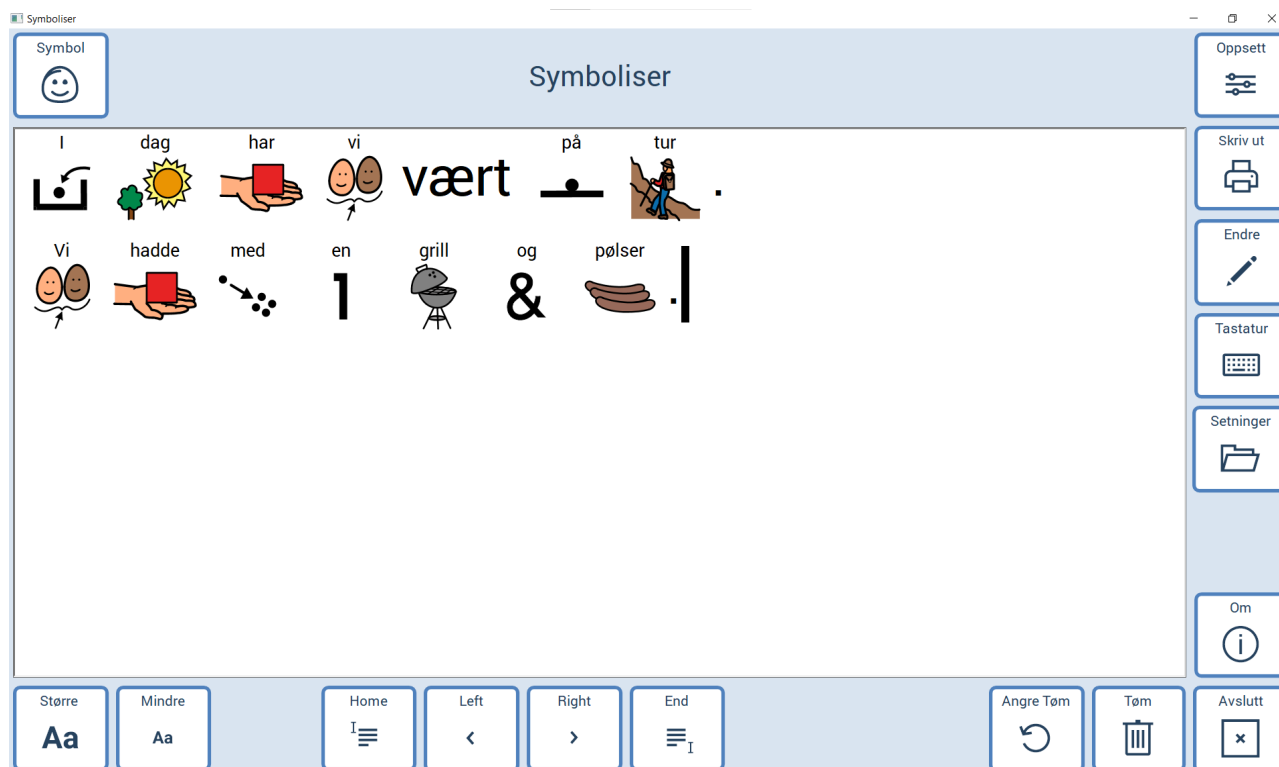 Symboliser
Symbol
Symboliser
Oppsett
I dag har vi vært på tur .
Skriv ut
Vi hadde med en grill og pølser .
1 &
Endre
Tastatur
Setninger
Om
i
Større Mindre Home Left Right End Angre Tøm Tøm Avslutt
Aa Aa